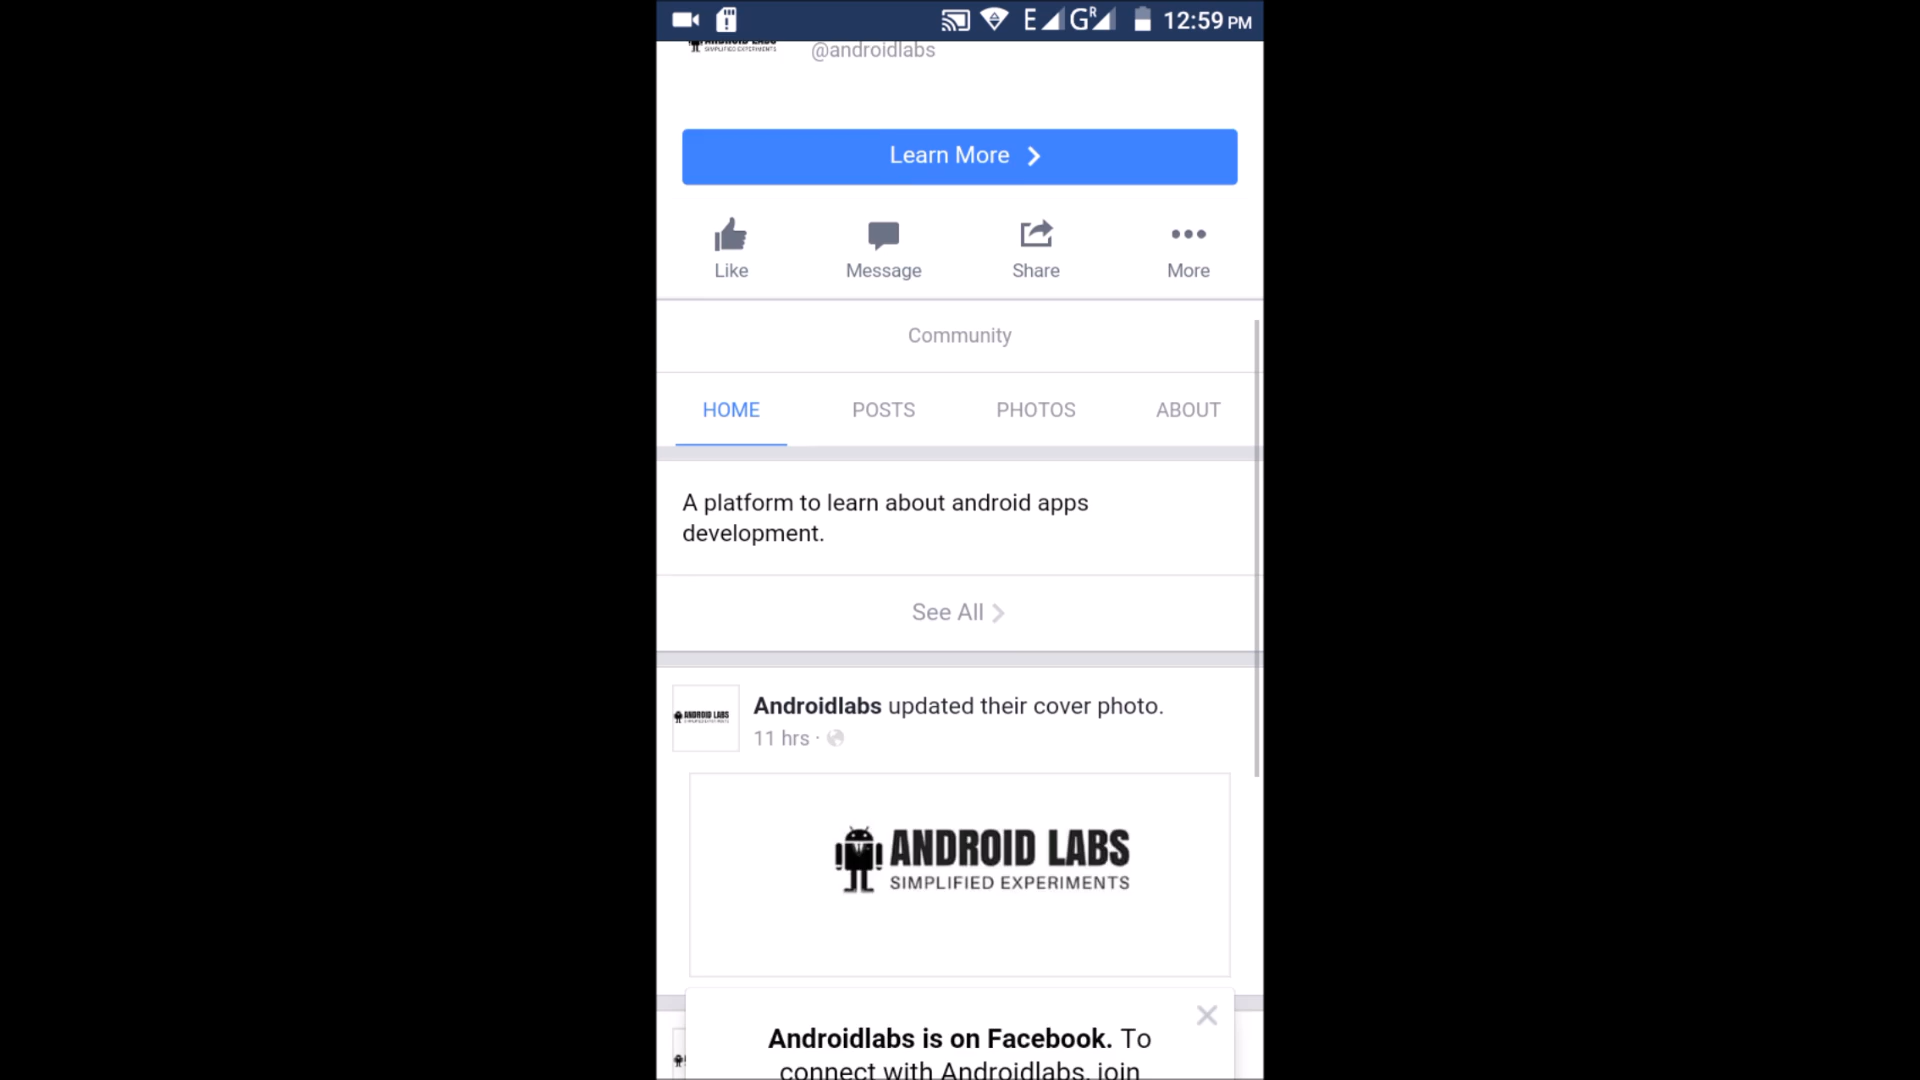 E G R 12:59 PM
@androidlabs
Learn More
Like Message Share More
Community
HOME POSTS PHOTOS ABOUT
A platform to learn about android apps
development.
See All
ANDROID LABS
Androidlabs updated their cover photo.
11 hrs ·
ANDROID LABS
SIMPLIFIED EXPERIMENTS
Androidlabs is on Facebook. To
connect with Androidlabs, join